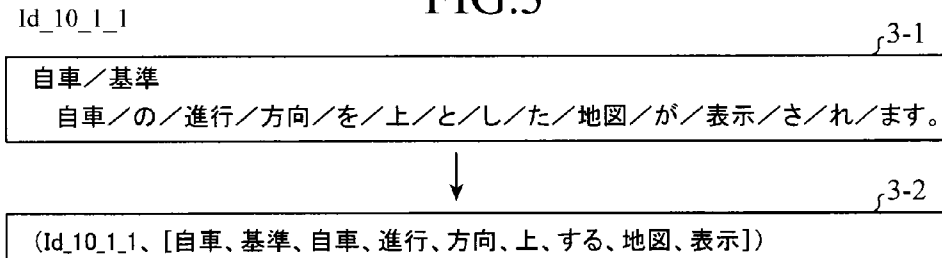 FIG.3
Id_10_1_1
3-1
自車／基準
自車／の／進行／方向／を／上／と／し／た／地図／が／表示／さ／れ／ます。
3-2
(Id_10_1_1、[自車、基準、自車、進行、方向、上、する、地図、表示])